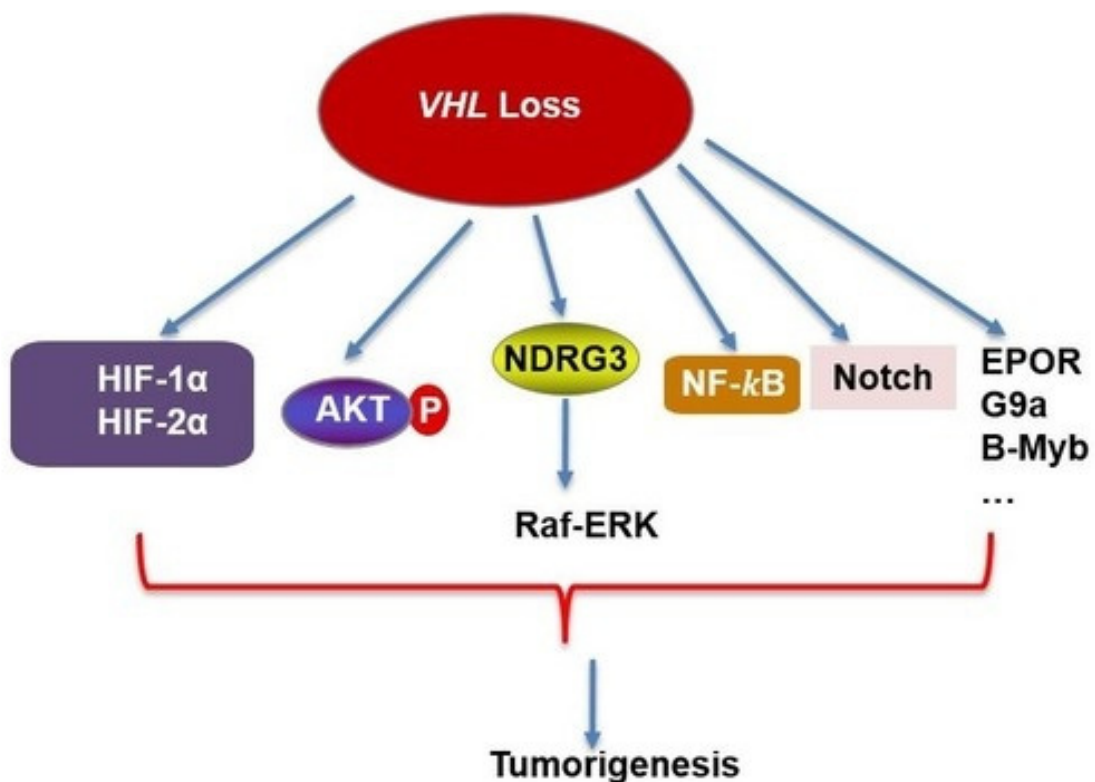 VHL Loss
HIF-1α
HIF-2α
AKT
P
NDRG3
NF-kB
Notch
EPOR
G9a
B-Myb
...
Raf-ERK
Tumorigenesis